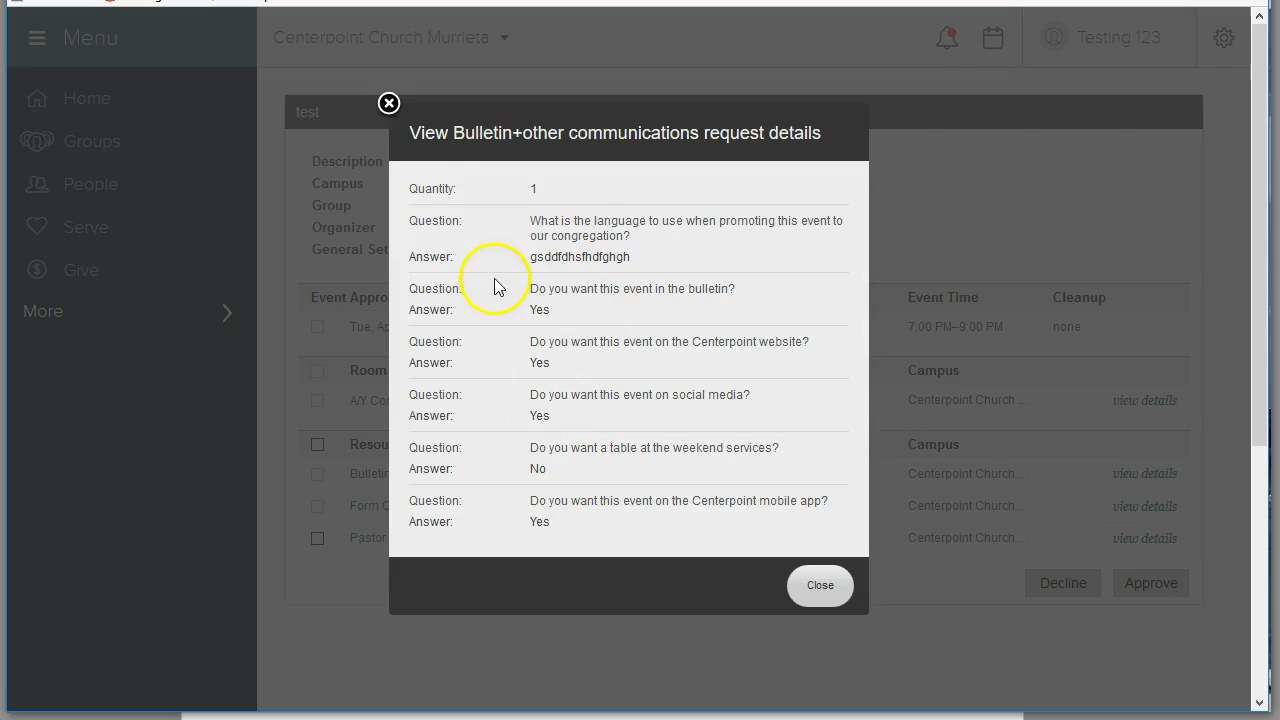 Menu
Centerpoint Church Murrieta
Testing 123
Home
Groups
People
Serve
Give
More
test
View Bulletin+other communications request details
Quantity: 1
Question: What is the language to use when promoting this event to
our congregation?
Answer: gsddfdhsfhdfghgh
Question: Do you want this event in the bulletin?
Answer: Yes
Question: Do you want this event on the Centerpoint website?
Answer: Yes
Question: Do you want this event on social media?
Answer: Yes
Question: Do you want a table at the weekend services?
Answer: No
Question: Do you want this event on the Centerpoint mobile app?
Answer: Yes
Close
Description
Campus
Group
Organizer
General Set
Event Appro Event Time Cleanup
Tue, Ap 7:00 PM–9:00 PM none
Room Campus
A/Y Co Centerpoint Church ... view details
Resou Campus
Bulletin Centerpoint Church ... view details
Form C Centerpoint Church ... view details
Pastor Centerpoint Church ... view details
Decline Approve